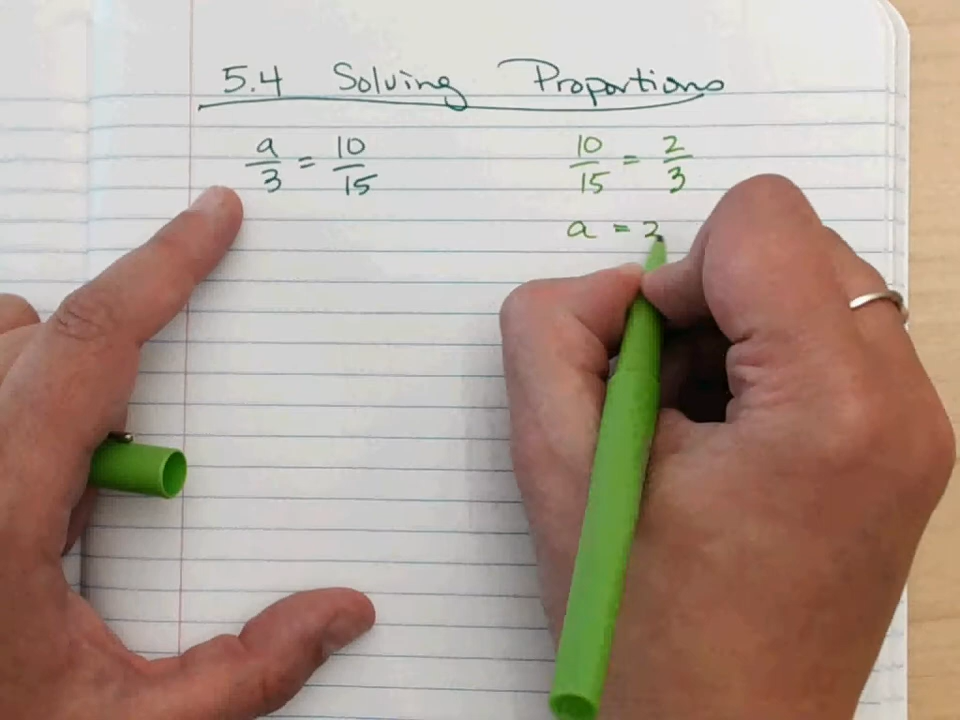 5.4 Solving Proportions
a/3 = 10/15
10/15 = 2/3
a = 2